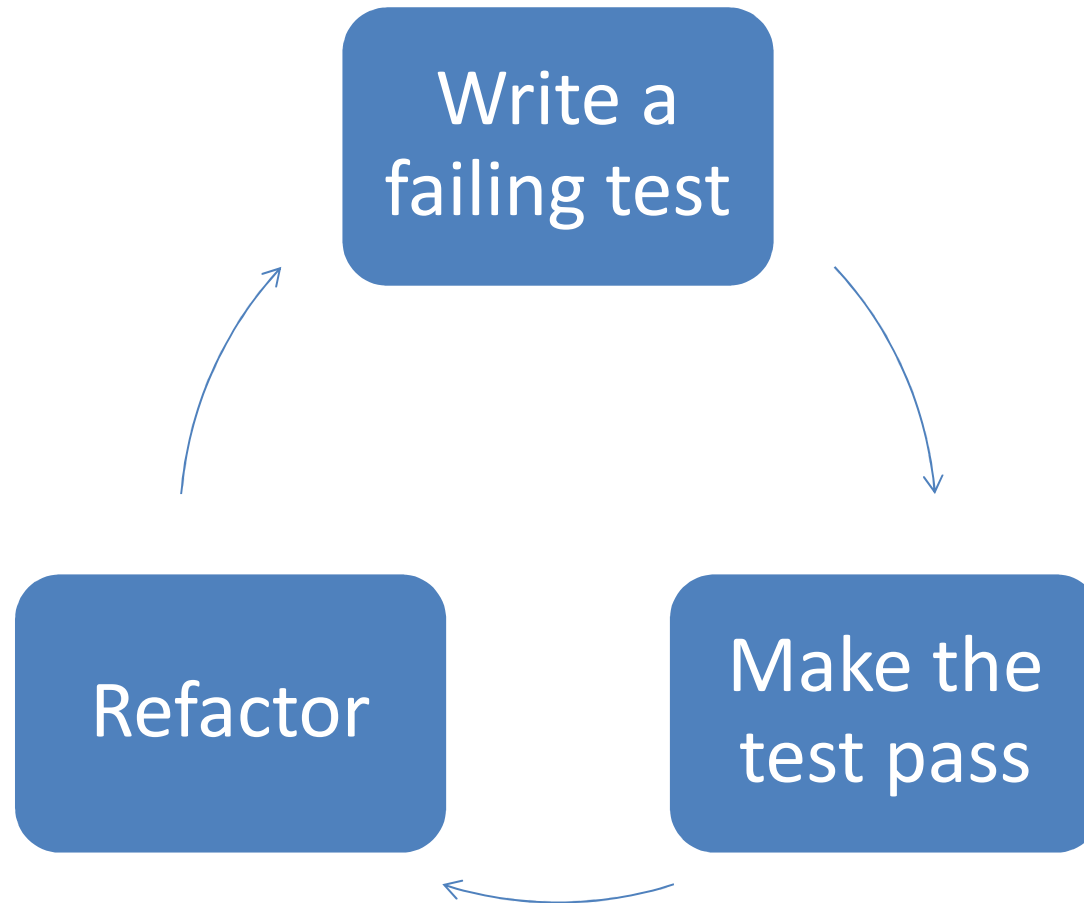 Write a
failing test
Make the
test pass
Refactor